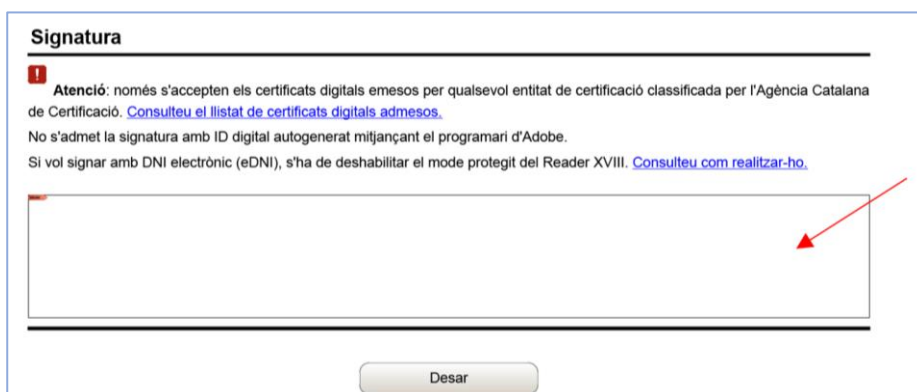 Signatura
Atenció: només s'accepten els certificats digitals emesos per qualsevol entitat de certificació classificada per l'Agència Catalana
de Certificació. Consulteu el llistat de certificats digitals admesos.
No s'admet la signatura amb ID digital autogenerat mitjançant el programari d'Adobe.
Si vol signar amb DNI electrònic (eDNI), s'ha de deshabilitar el mode protegit del Reader XVIII. Consulteu com realitzar-ho.
Desar